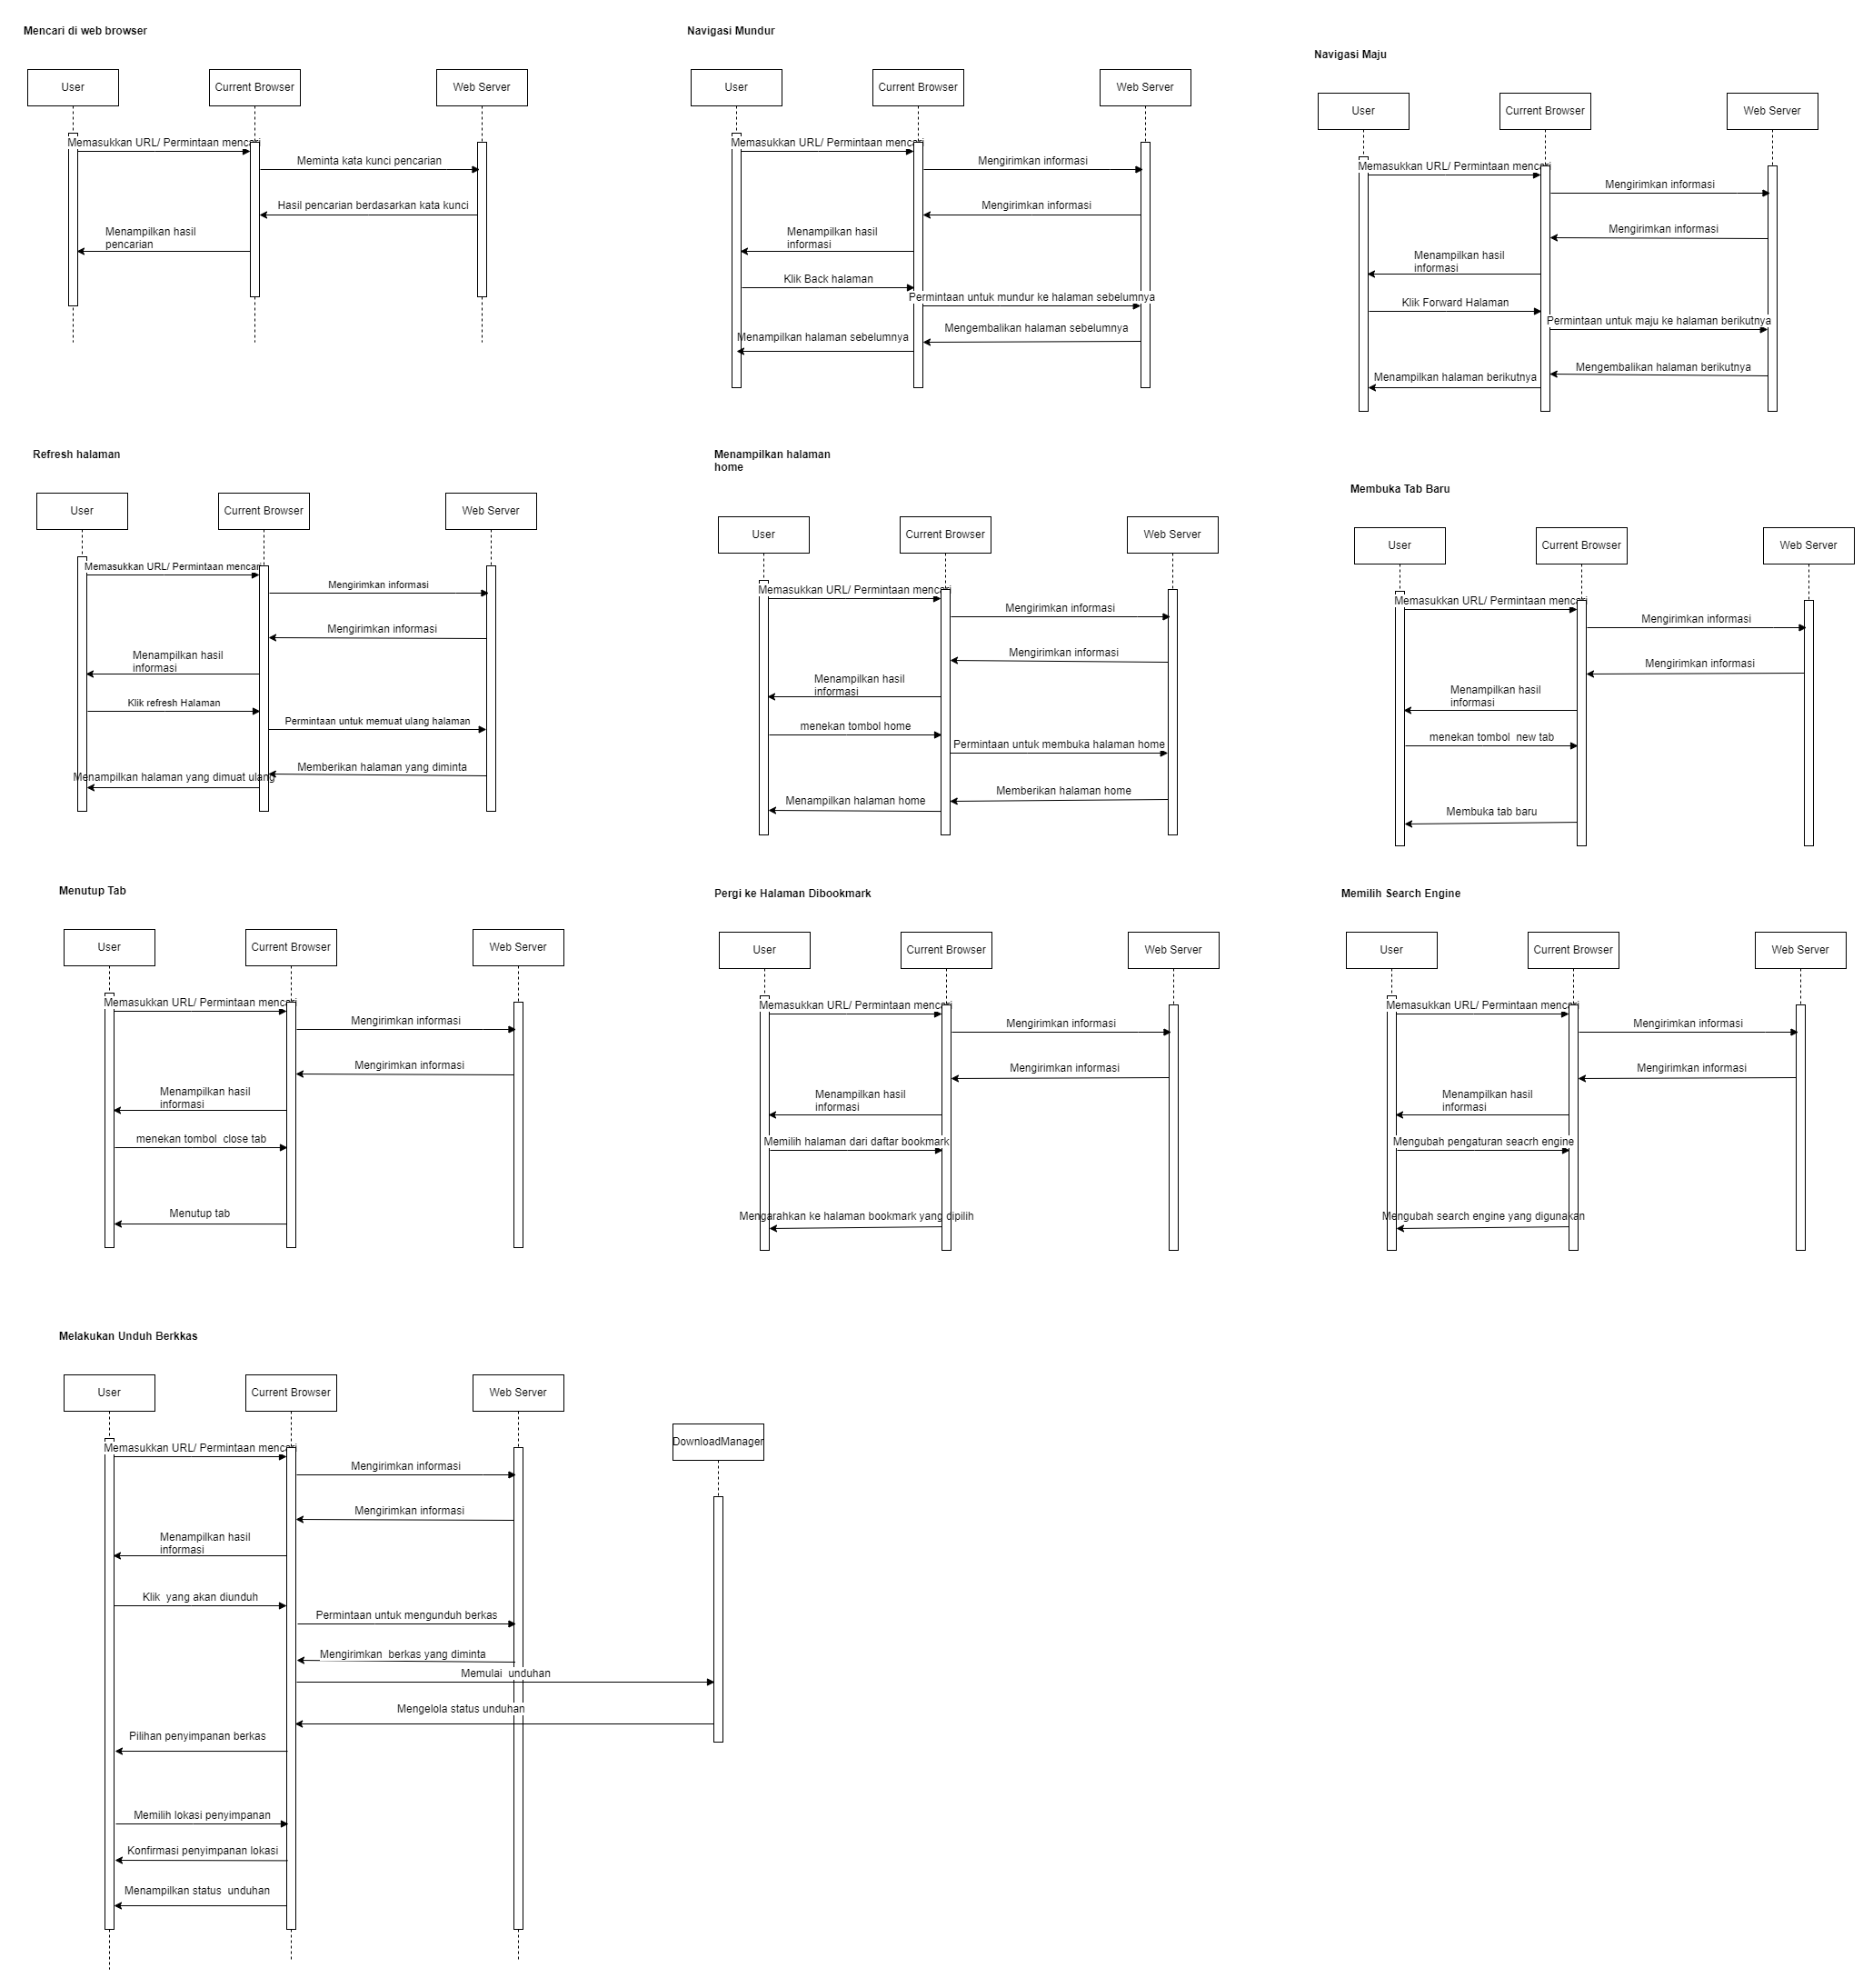 Mencari di web browser
User
Current Browser
Web Server
Memasukkan URL/ Permintaan mencari
Meminta kata kunci pencarian
Hasil pencarian berdasarkan kata kunci
Menampilkan hasil
pencarian
Navigasi Mundur
User
Current Browser
Web Server
Memasukkan URL/ Permintaan mencari
Mengirimkan informasi
Mengirimkan informasi
Menampilkan hasil
informasi
Klik Back halaman
Permintaan untuk mundur ke halaman sebelumnya
Mengembalikan halaman sebelumnya
Menampilkan halaman sebelumnya
Navigasi Maju
User
Current Browser
Web Server
Memasukkan URL/ Permintaan mencari
Mengirimkan informasi
Mengirimkan informasi
Menampilkan hasil
informasi
Klik Forward Halaman
Permintaan untuk maju ke halaman berikutnya
Mengembalikan halaman berikutnya
Menampilkan halaman berikutnya
Refresh halaman
User
Current Browser
Web Server
Memasukkan URL/ Permintaan mencari
Mengirimkan informasi
Mengirimkan informasi
Menampilkan hasil
informasi
Klik refresh Halaman
Permintaan untuk memuat ulang halaman
Memberikan halaman yang diminta
Menampilkan halaman yang dimuat ulang
Menampilkan halaman
home
User
Current Browser
Web Server
Memasukkan URL/ Permintaan mencari
Mengirimkan informasi
Mengirimkan informasi
Menampilkan hasil
informasi
menekan tombol home
Permintaan untuk membuka halaman home
Memberikan halaman home
Menampilkan halaman home
Membuka Tab Baru
User
Current Browser
Web Server
Memasukkan URL/ Permintaan mencari
Mengirimkan informasi
Mengirimkan informasi
Menampilkan hasil
informasi
menekan tombol  new tab
Membuka tab baru
Menutup Tab
User
Current Browser
Web Server
Memasukkan URL/ Permintaan mencari
Mengirimkan informasi
Mengirimkan informasi
Menampilkan hasil
informasi
menekan tombol  close tab
Menutup tab
Pergi ke Halaman Dibookmark
User
Current Browser
Web Server
Memasukkan URL/ Permintaan mencari
Mengirimkan informasi
Mengirimkan informasi
Menampilkan hasil
informasi
Memilih halaman dari daftar bookmark
Mengarahkan ke halaman bookmark yang dipilih
Memilih Search Engine
User
Current Browser
Web Server
Memasukkan URL/ Permintaan mencari
Mengirimkan informasi
Mengirimkan informasi
Menampilkan hasil
informasi
Mengubah pengaturan seacrh engine
Mengubah search engine yang digunakan
Melakukan Unduh Berkkas
User
Current Browser
Web Server
DownloadManager
Memasukkan URL/ Permintaan mencari
Mengirimkan informasi
Mengirimkan informasi
Menampilkan hasil
informasi
Klik  yang akan diunduh
Permintaan untuk mengunduh berkas
Mengirimkan  berkas yang diminta
Memulai  unduhan
Mengelola status unduhan
Pilihan penyimpanan berkas
Memilih lokasi penyimpanan
Konfirmasi penyimpanan lokasi
Menampilkan status  unduhan